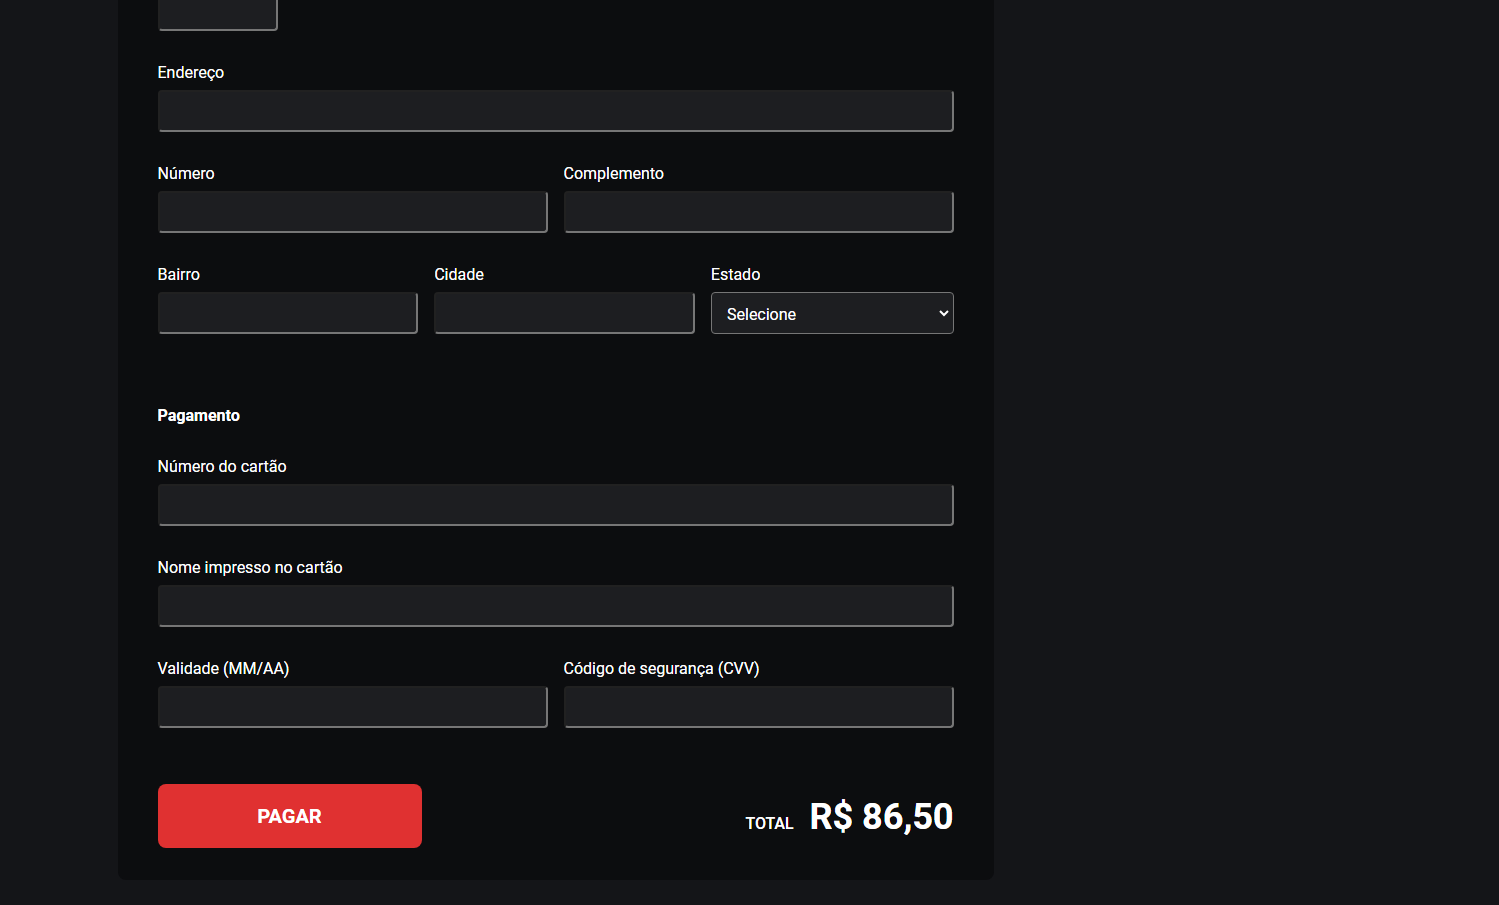 Endereço
Número Complemento
Bairro Cidade Estado
Selecione
Pagamento
Número do cartão
Nome impresso no cartão
Validade (MM/AA) Código de segurança (CVV)
PAGAR TOTAL R$ 86,50